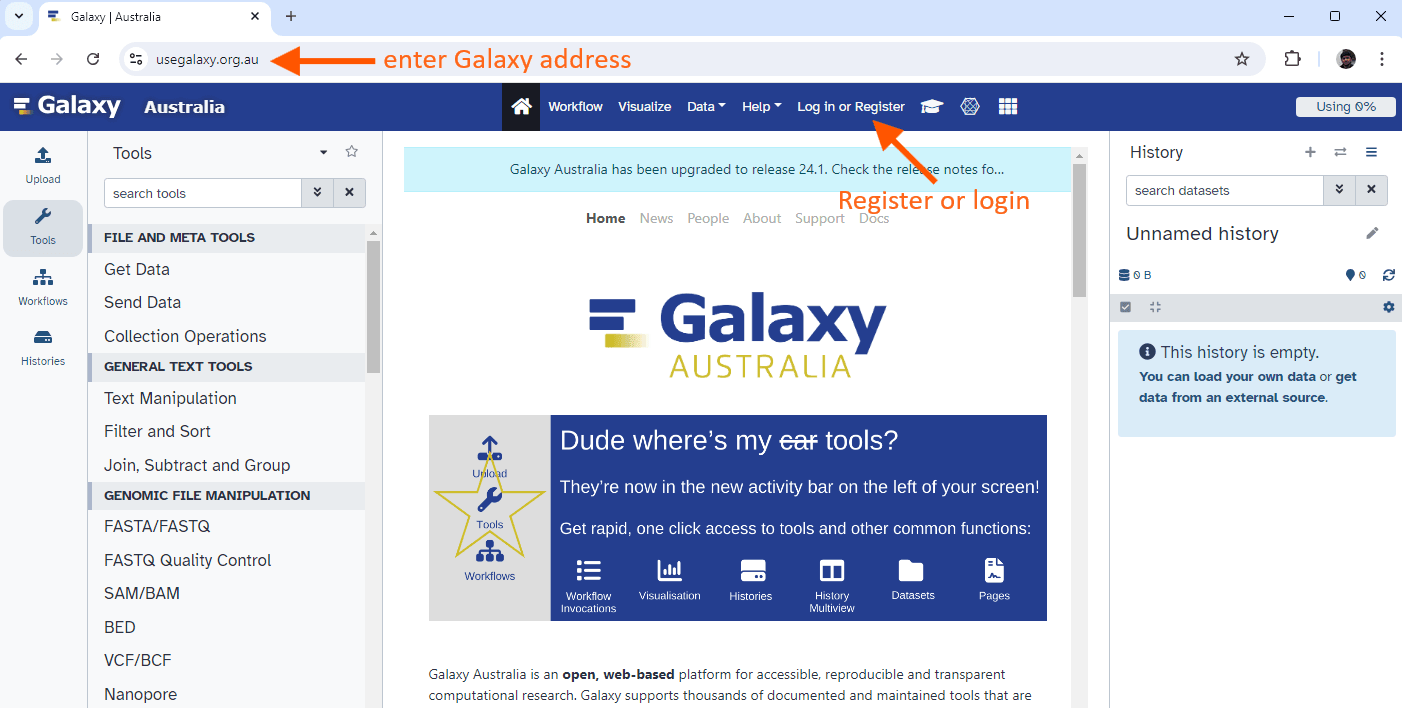 Galaxy | Australia
usegalaxy.org.au
enter Galaxy address
Galaxy Australia
Workflow Visualize Data Help Log in or Register
Using 0%
Register or login
Upload
Tools
Workflows
Histories
Tools
search tools
FILE AND META TOOLS
Get Data
Send Data
Collection Operations
GENERAL TEXT TOOLS
Text Manipulation
Filter and Sort
Join, Subtract and Group
GENOMIC FILE MANIPULATION
FASTA/FASTQ
FASTQ Quality Control
SAM/BAM
BED
VCF/BCF
Nanopore
Galaxy Australia has been upgraded to release 24.1. Check the release notes fo...
Home News People About Support Docs
Galaxy
AUSTRALIA
Upload
Tools
Workflows
Dude where's my car tools?
They're now in the new activity bar on the left of your screen!
Get rapid, one click access to tools and other common functions:
Workflow
Invocations
Visualisation
Histories
History
Multiview
Datasets
Pages
Galaxy Australia is an open, web-based platform for accessible, reproducible and transparent
computational research. Galaxy supports thousands of documented and maintained tools that are
History
search datasets
Unnamed history
0 B
0
This history is empty.
You can load your own data or get
data from an external source.